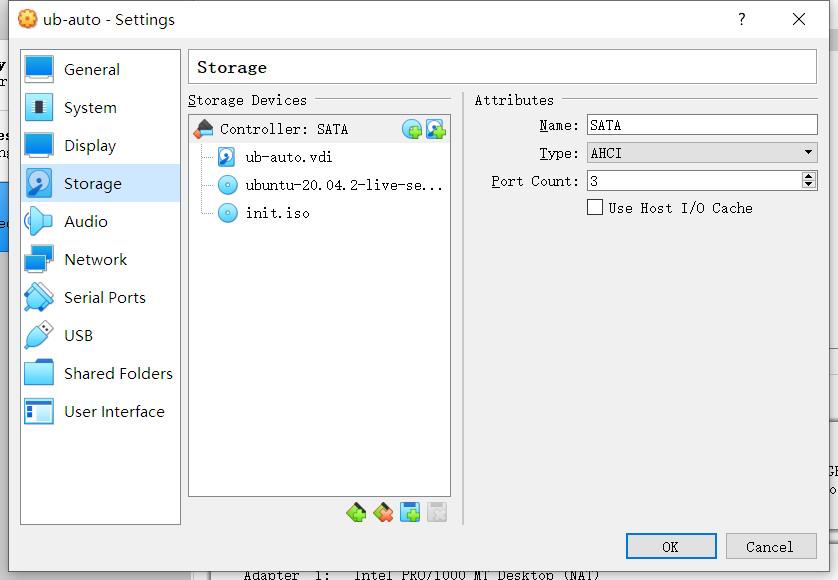 ub-auto - Settings
?
General
System
Display
Storage
Audio
Network
Serial Ports
USB
Shared Folders
User Interface
Storage
Storage Devices
Controller: SATA
ub-auto.vdi
ubuntu-20.04.2-live-se...
init.iso
Attributes
Name: SATA
Type: AHCI
Port Count: 3
Use Host I/O Cache
OK
Cancel
Adapter 1: Intel PRO/1000 MT Desktop (NAT)